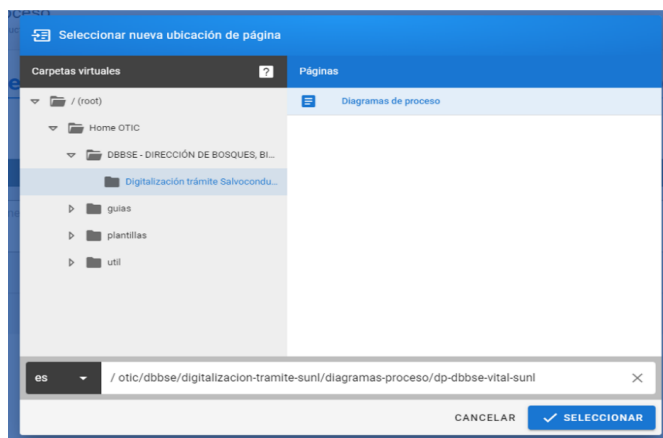 Seleccionar nueva ubicación de página
Carpetas virtuales ?
Páginas
/ (root)
Diagramas de proceso
Home OTIC
DBBSE - DIRECCIÓN DE BOSQUES, BI...
Digitalización trámite Salvocondu...
guias
plantillas
util
es
/ otic/dbbse/digitalizacion-tramite-sunl/diagramas-proceso/dp-dbbse-vital-sunl
CANCELAR
SELECCIONAR